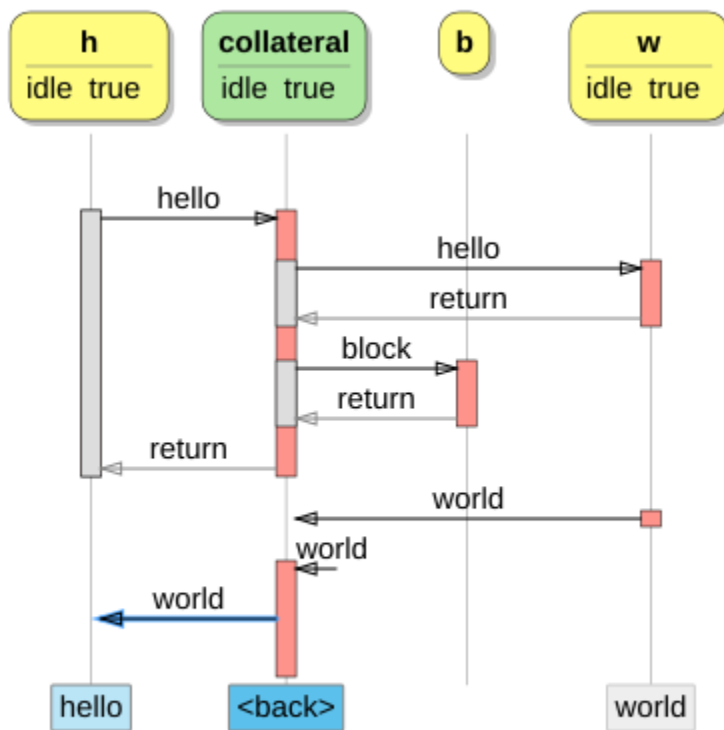 h collateral b w
idle true idle true idle true
hello
hello
return
block
return
return
world
world
world
hello <back> world